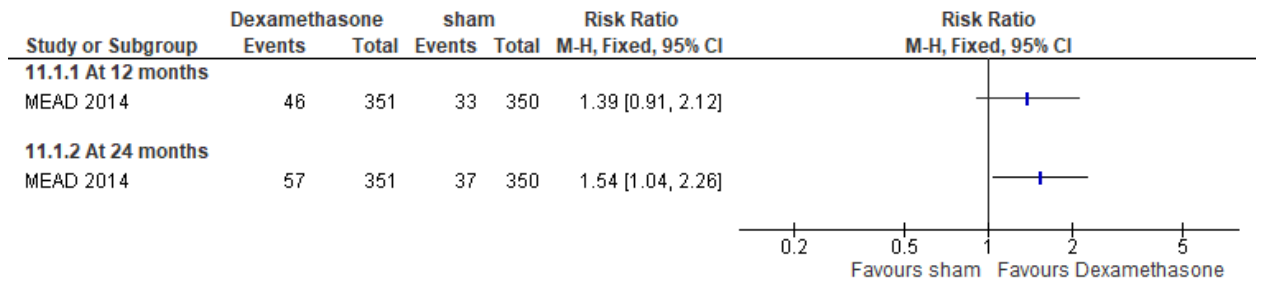 Dexamethasone sham Risk Ratio Risk Ratio
Study or Subgroup Events Total Events Total M-H, Fixed, 95% CI M-H, Fixed, 95% CI
11.1.1 At 12 months
MEAD 2014 46 351 33 350 1.39 [0.91, 2.12]
11.1.2 At 24 months
MEAD 2014 57 351 37 350 1.54 [1.04, 2.26]
0.2 0.5 1 2 5
Favours sham Favours Dexamethasone